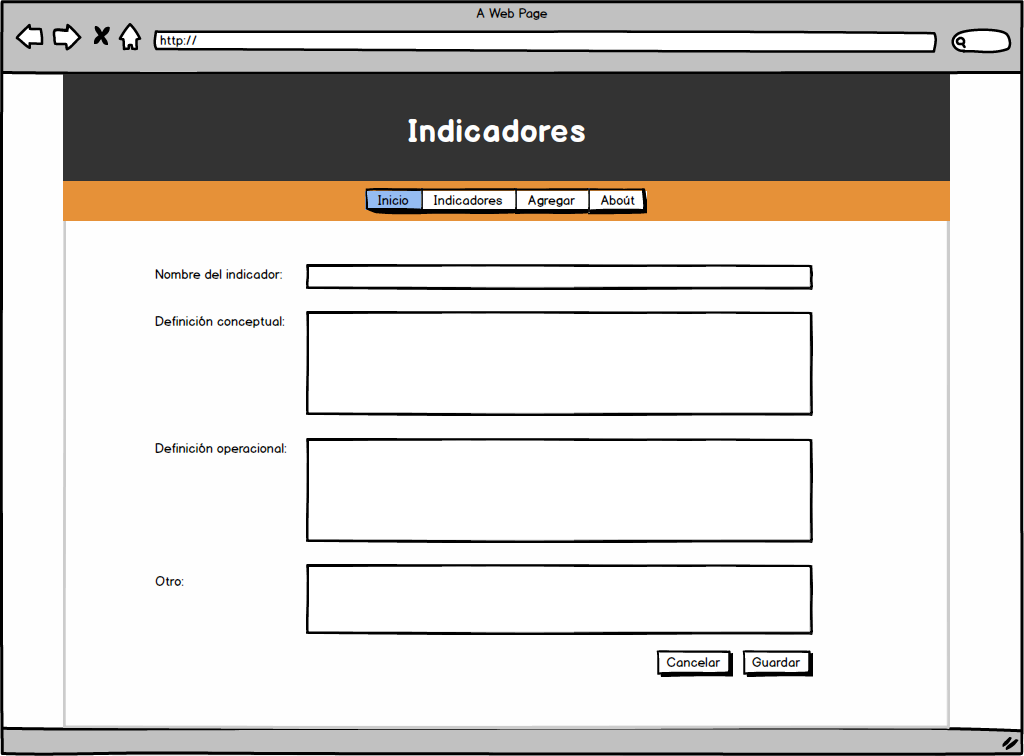 A Web Page
http://
Indicadores
Inicio Indicadores Agregar Aboút
Nombre del indicador:
Definición conceptual:
Definición operacional:
Otro:
Cancelar Guardar